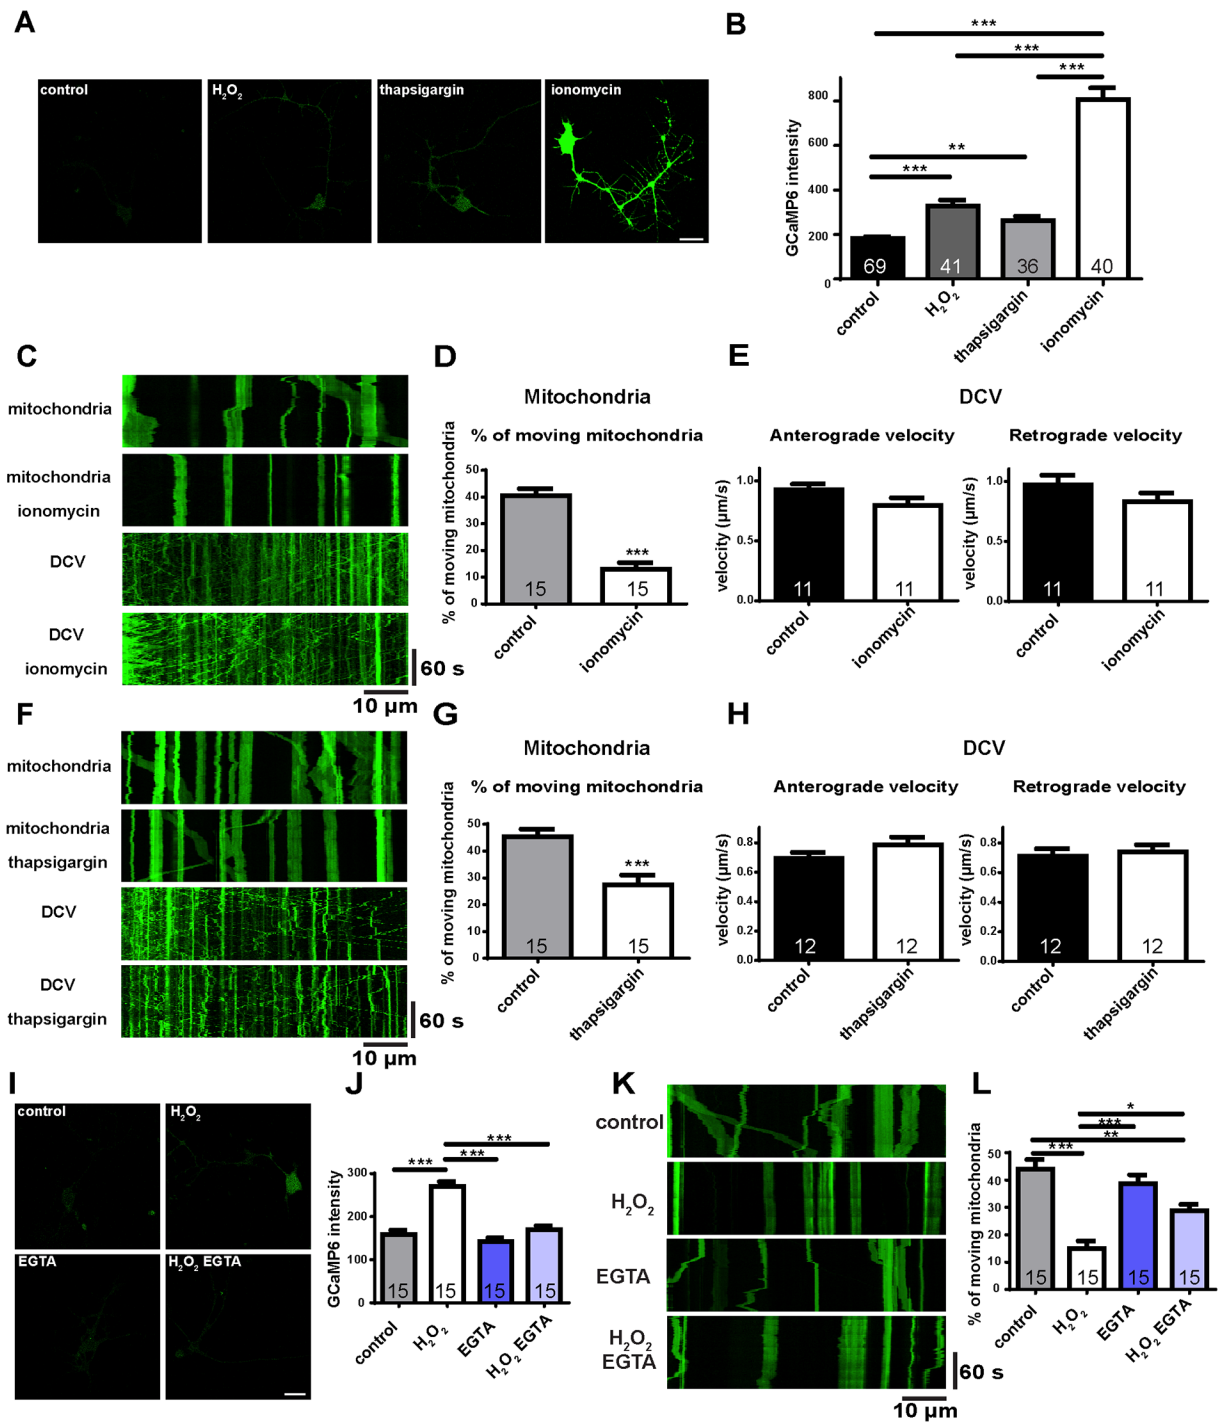 A
control
H2O2
thapsigargin
ionomycin
B
***
***
***
**
***
GCaMP6 intensity
800
600
400
200
0
69
41
36
40
control
H2O2
thapsigargin
ionomycin
C
mitochondria
mitochondria
ionomycin
DCV
DCV
ionomycin
60 s
10 µm
D
Mitochondria
% of moving mitochondria
% of moving mitochondria
50
40
30
20
10
0
***
15
15
control
ionomycin
E
DCV
Anterograde velocity
velocity (µm/s)
1.0
0.5
0.0
11
11
control
ionomycin
Retrograde velocity
velocity (µm/s)
1.0
0.5
0.0
11
11
control
ionomycin
F
mitochondria
mitochondria
thapsigargin
DCV
DCV
thapsigargin
60 s
10 µm
G
Mitochondria
% of moving mitochondria
% of moving mitochondria
50
40
30
20
10
0
***
15
15
control
thapsigargin
H
DCV
Anterograde velocity
velocity (µm/s)
0.8
0.6
0.4
0.2
0.0
12
12
control
thapsigargin
Retrograde velocity
velocity (µm/s)
0.8
0.6
0.4
0.2
0.0
12
12
control
thapsigargin
I
control
H2O2
EGTA
H2O2 EGTA
J
***
***
***
GCaMP6 intensity
300
200
100
0
15
15
15
15
control
H2O2
EGTA
H2O2 EGTA
K
control
H2O2
EGTA
H2O2
EGTA
60 s
10 µm
L
*
***
**
***
% of moving mitochondria
50
40
30
20
10
0
15
15
15
15
control
H2O2
EGTA
H2O2 EGTA